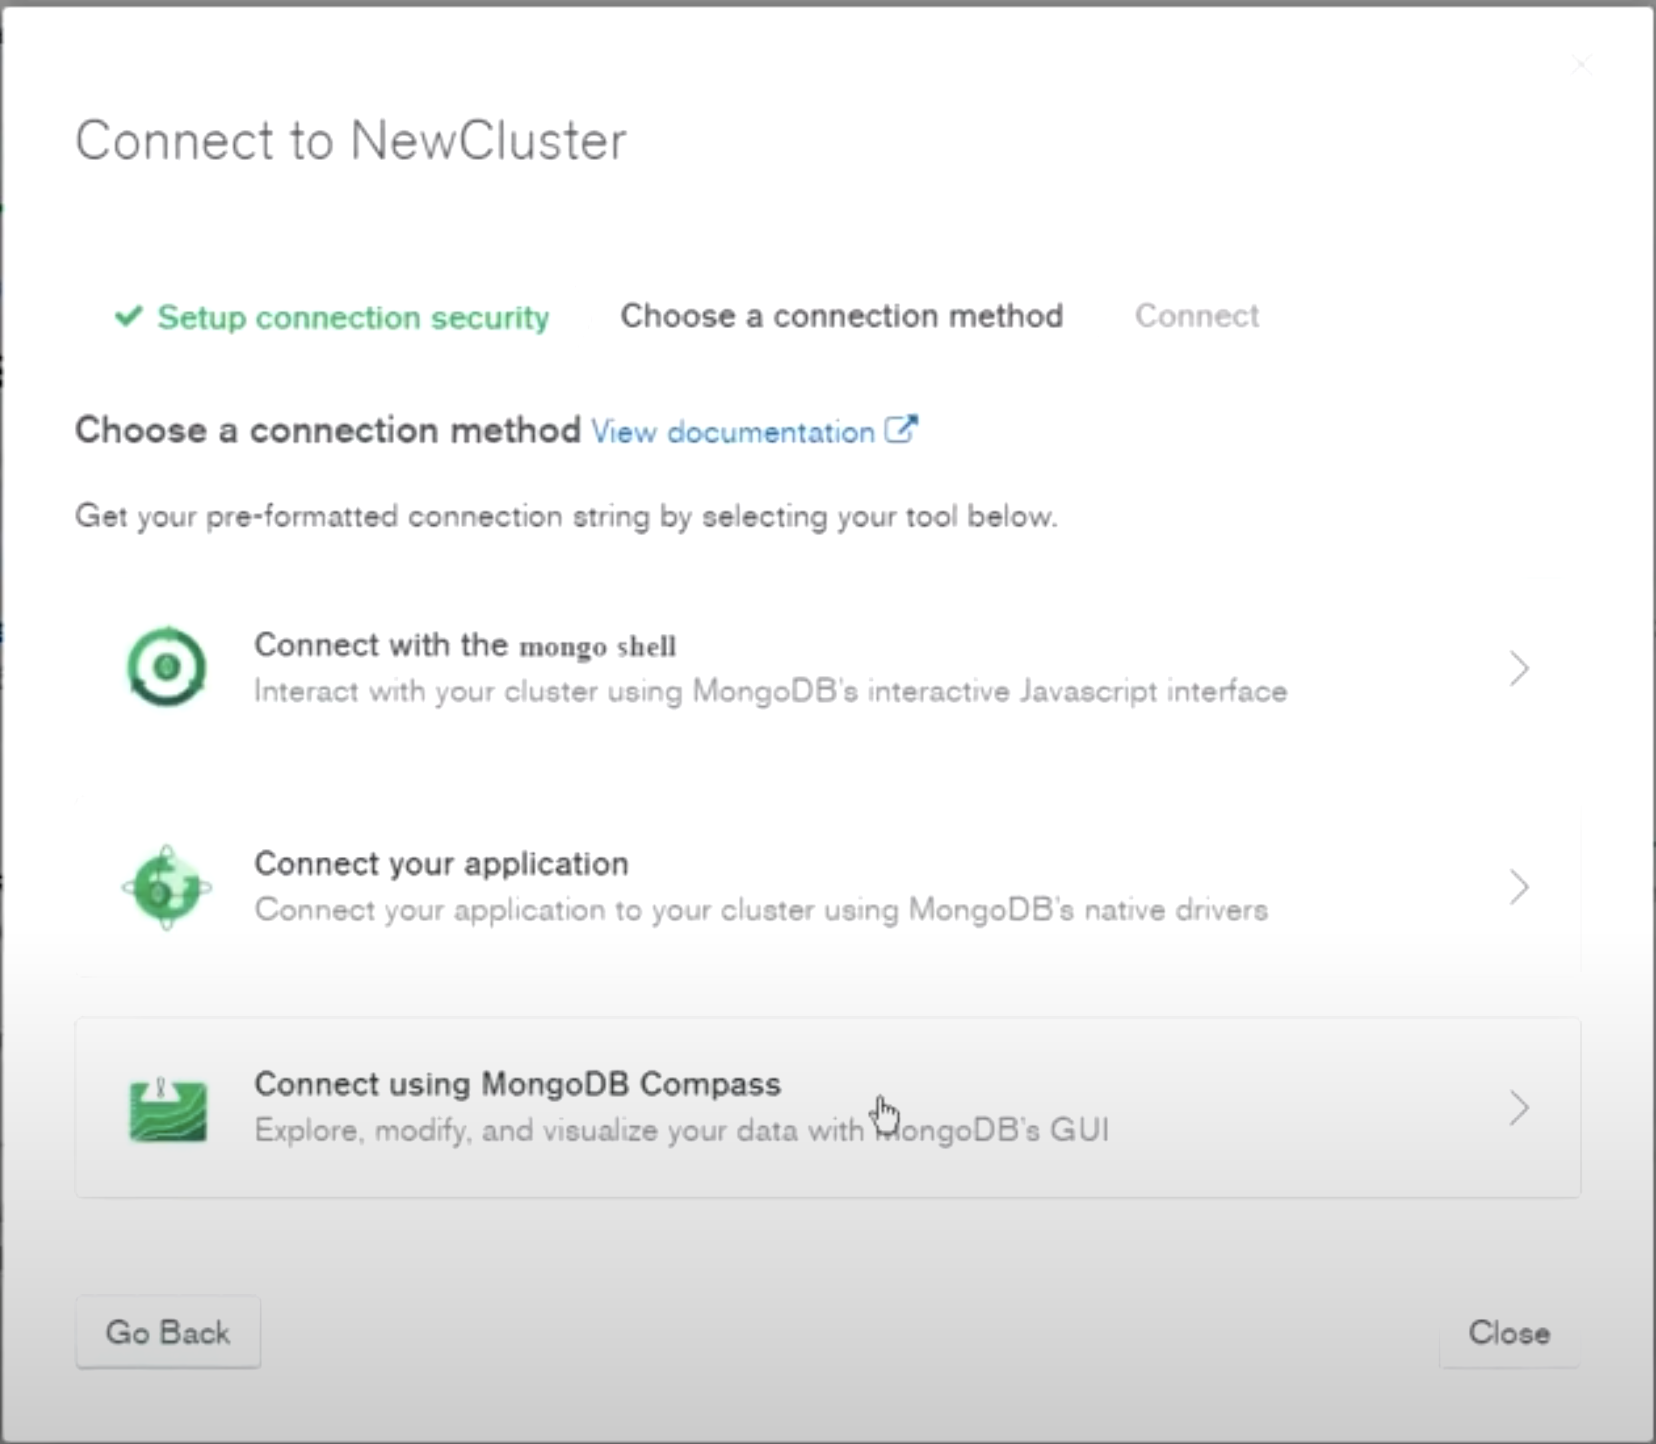 Connect to NewCluster
Setup connection security Choose a connection method Connect
Choose a connection method View documentation
Get your pre-formatted connection string by selecting your tool below.
Connect with the mongo shell
Interact with your cluster using MongoDB's interactive Javascript interface
Connect your application
Connect your application to your cluster using MongoDB's native drivers
Connect using MongoDB Compass
Explore, modify, and visualize your data with MongoDB's GUI
Go Back Close